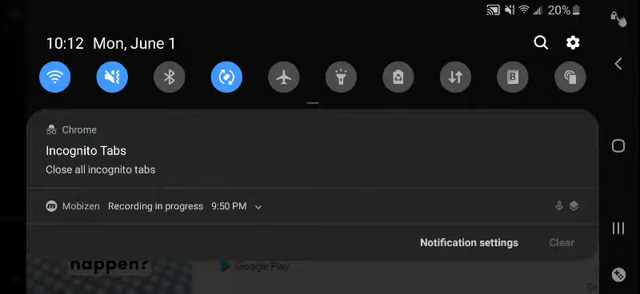 20%
10:12 Mon, June 1
Chrome
Incognito Tabs
Close all incognito tabs
Mobizen Recording in progress 9:50 PM
Notification settings Clear
happen?
Google Play